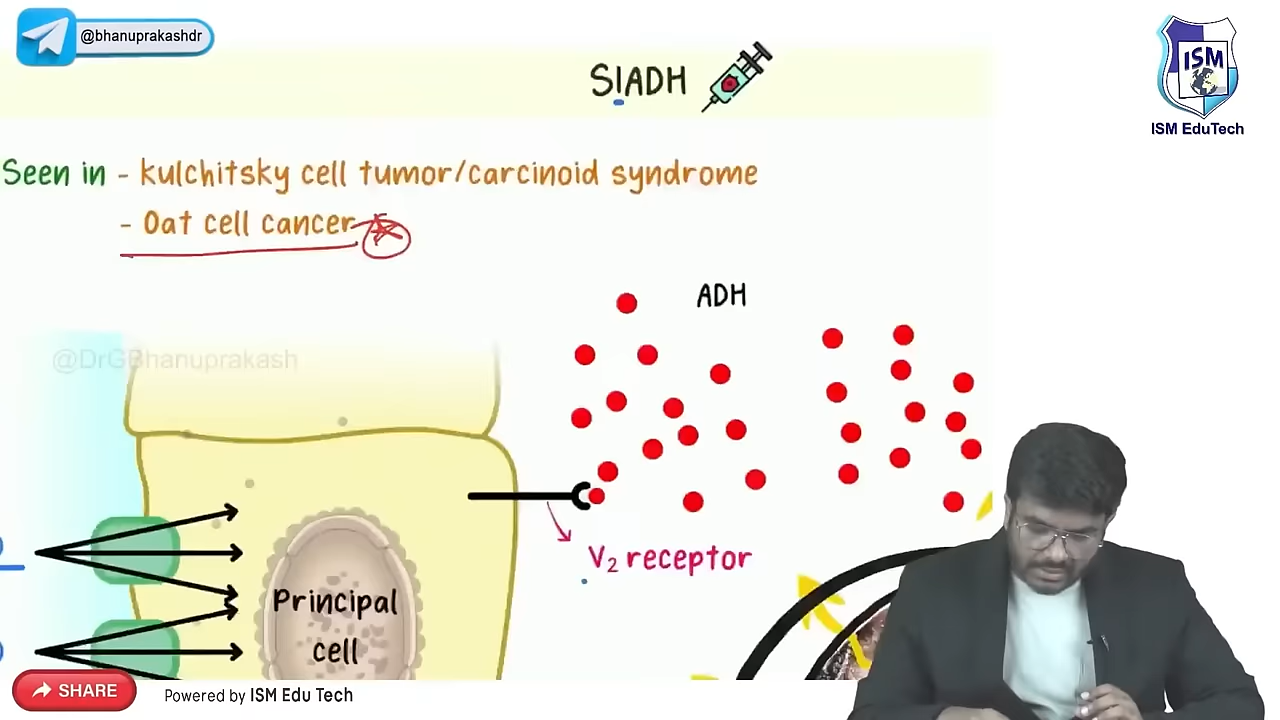 @bhanuprakashdr
SIADH
ISM
ISM EduTech
Seen in - Kulchitsky cell tumor/carcinoid syndrome
- Oat cell cancer
ADH
@DrGBhanuprakash
V2 receptor
Principal
cell
SHARE
Powered by ISM Edu Tech